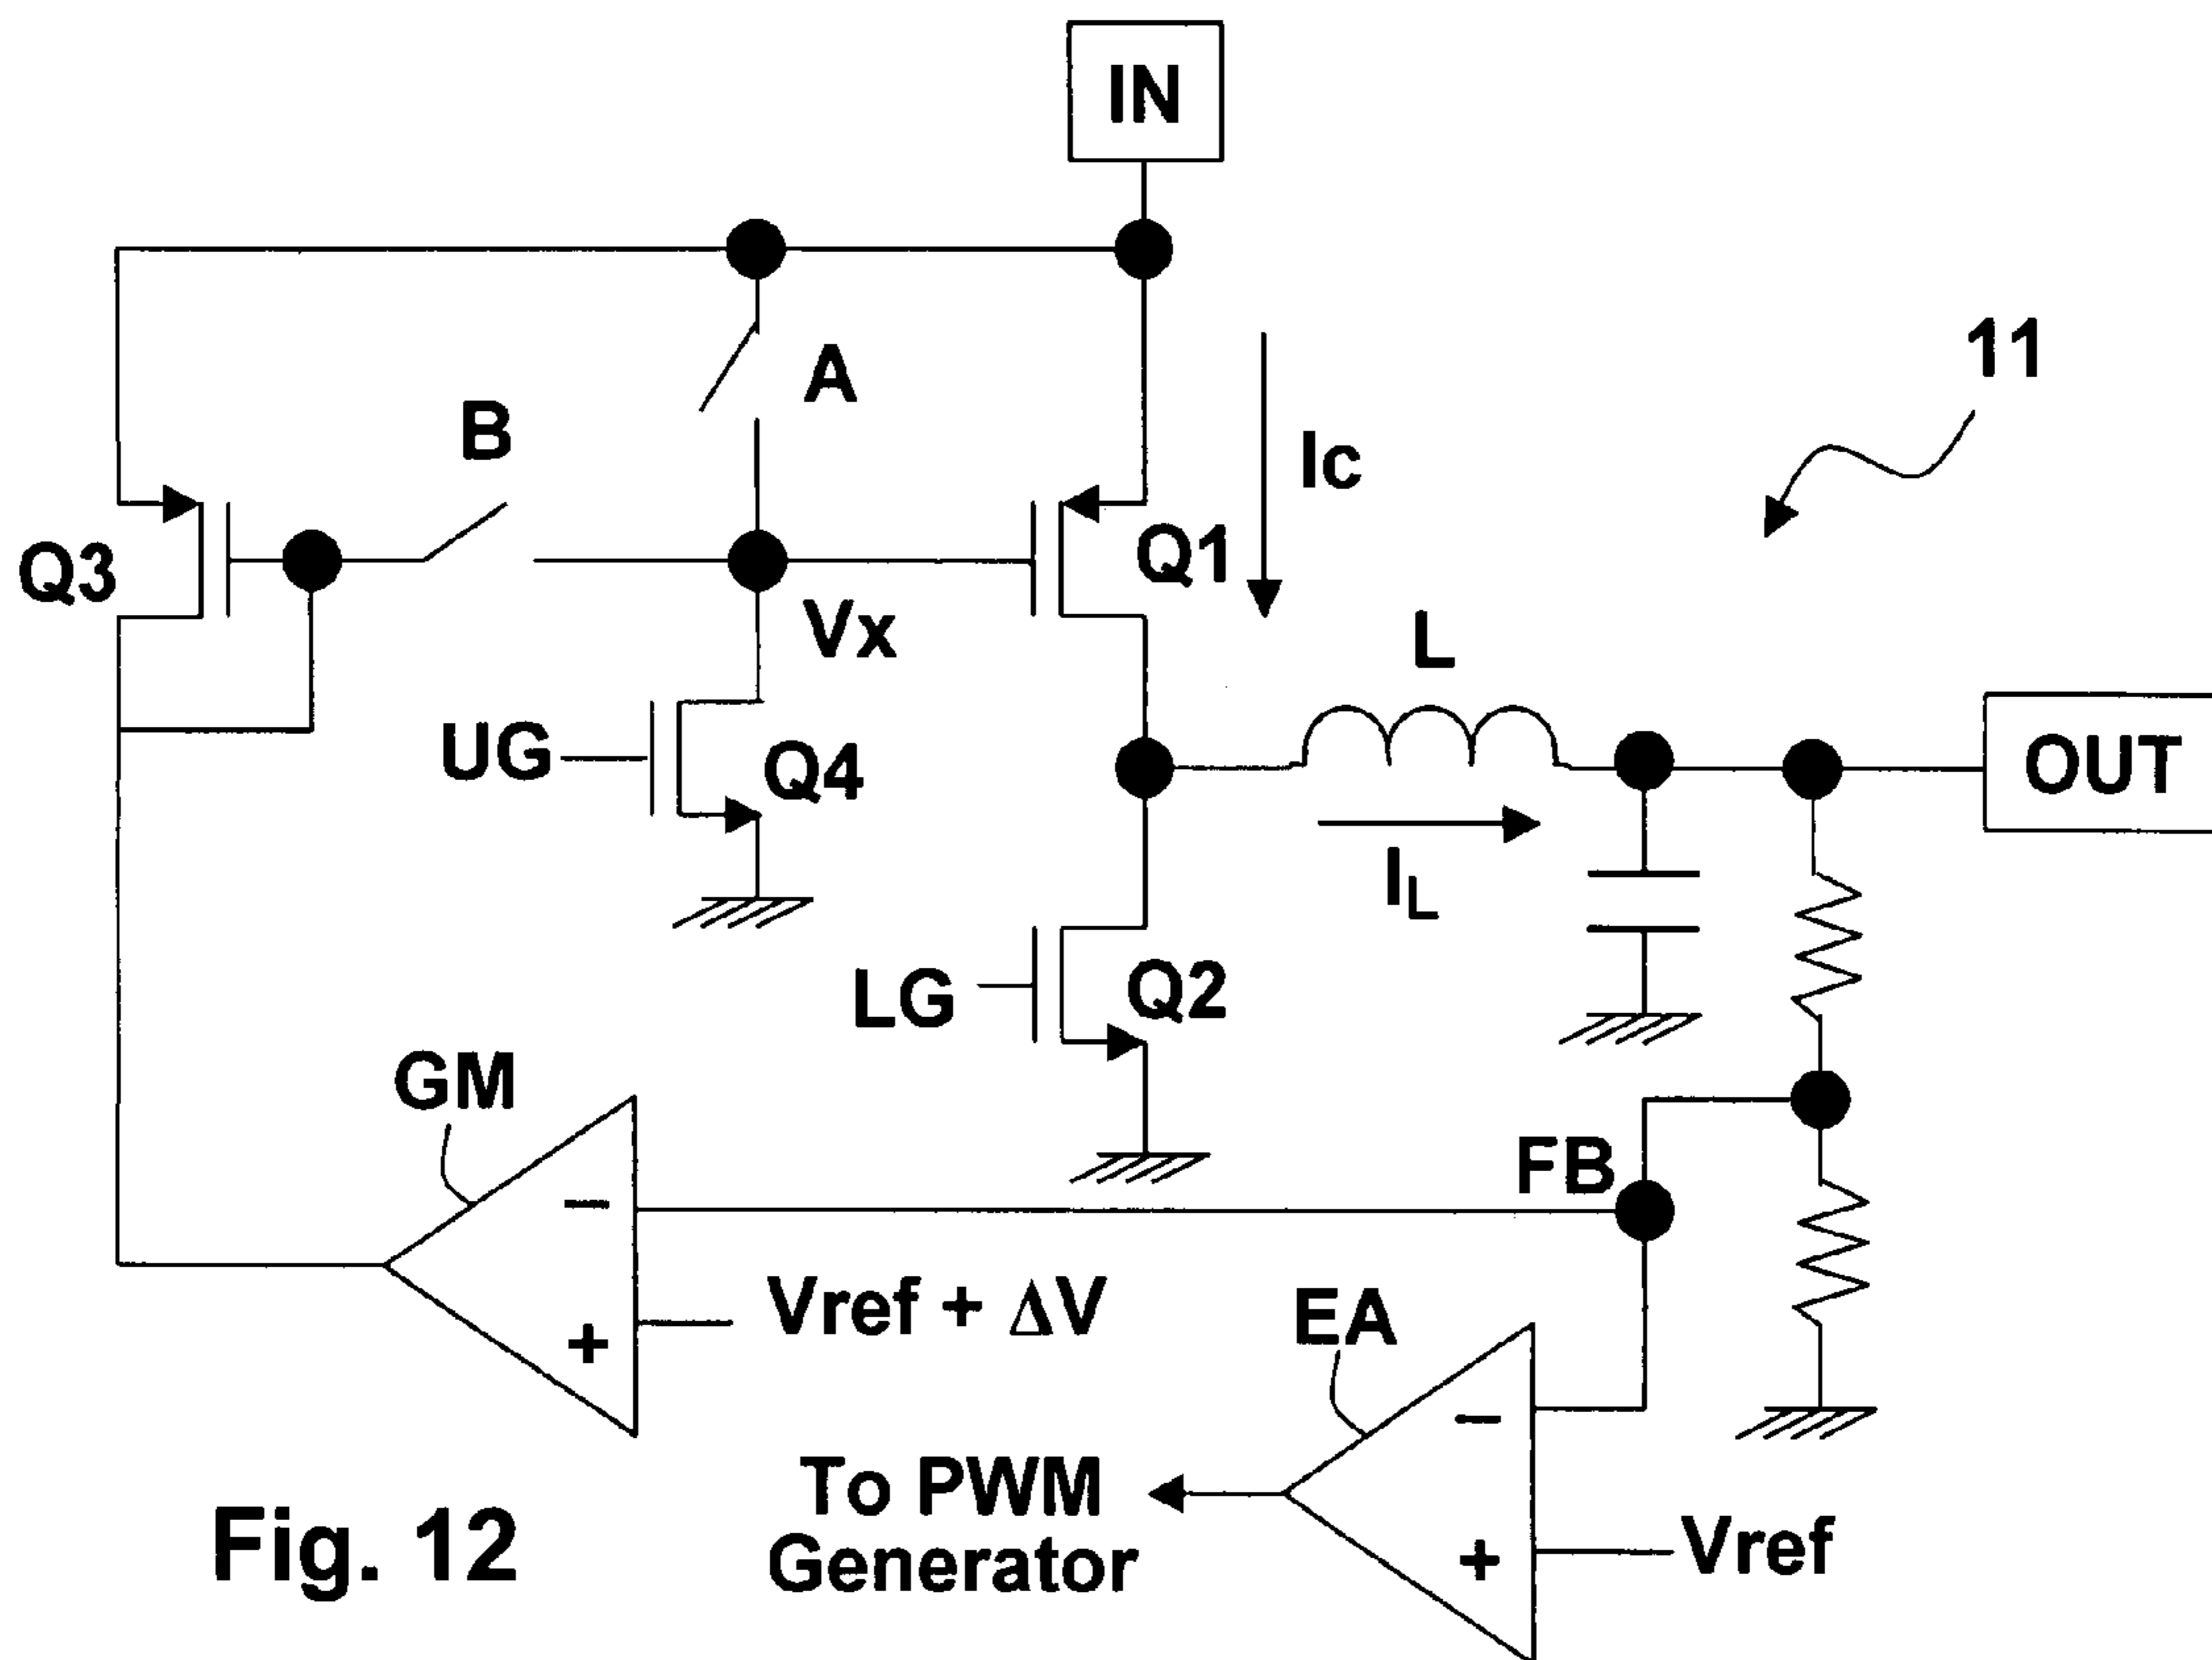 IN
A
11
B
Ic
Q3
Q1
Vx
L
UG
Q4
OUT
IL
LG
Q2
GM
FB
−
Vref + ΔV
EA
+
−
To PWM
Generator
Vref
+
Fig. 12